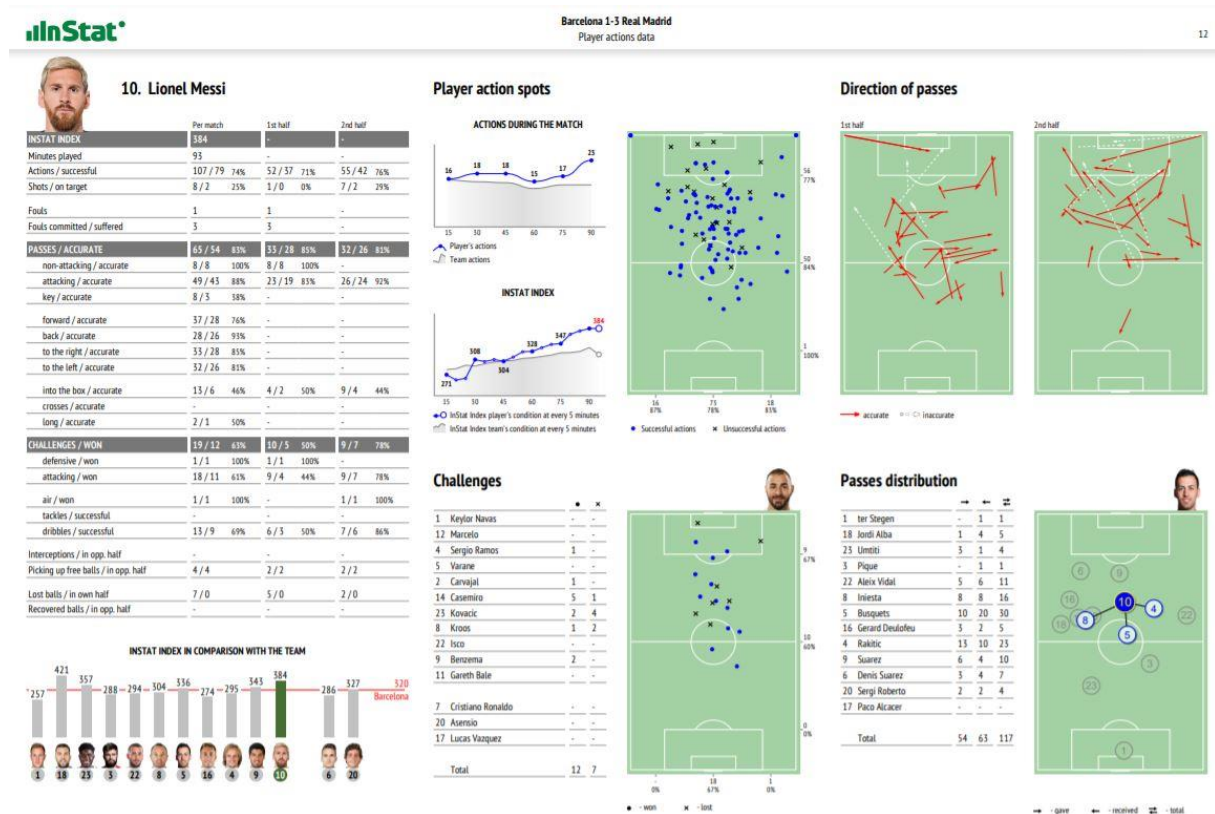 InStat
Barcelona 1-3 Real Madrid
Player actions data
12
10. Lionel Messi
Per match 1st half 2nd half
INSTAT INDEX 384 - -
Minutes played 93 - -
Actions / successful 107 / 79 74% 52 / 37 71% 55 / 42 76%
Shots / on target 8 / 2 25% 1 / 0 0% 7 / 2 29%
Fouls 1 1 -
Fouls committed / suffered 3 3 -
PASSES / ACCURATE 65 / 54 83% 33 / 28 85% 32 / 26 81%
non-attacking / accurate 8 / 8 100% 8 / 8 100% -
attacking / accurate 49 / 43 88% 23 / 19 83% 26 / 24 92%
key / accurate 8 / 3 38% - -
forward / accurate 37 / 28 76% - -
back / accurate 28 / 26 93% - -
to the right / accurate 33 / 28 85% - -
to the left / accurate 32 / 26 81% - -
into the box / accurate 13 / 6 46% 4 / 2 50% 9 / 4 44%
crosses / accurate - - -
long / accurate 2 / 1 50% - -
CHALLENGES / WON 19 / 12 63% 10 / 5 50% 9 / 7 78%
defensive / won 1 / 1 100% 1 / 1 100% -
attacking / won 18 / 11 61% 9 / 4 44% 9 / 7 78%
air / won 1 / 1 100% - 1 / 1 100%
tackles / successful - - -
dribbles / successful 13 / 9 69% 6 / 3 50% 7 / 6 86%
Interceptions / in opp. half - - -
Picking up free balls / in opp. half 4 / 4 2 / 2 2 / 2
Lost balls / in own half 7 / 0 5 / 0 2 / 0
Recovered balls / in opp. half - - -
INSTAT INDEX IN COMPARISON WITH THE TEAM
257 421 357 288 294 304 336 274 295 343 384 286 327 320
Barcelona
1 18 23 3 22 8 5 16 4 9 10 6 20
Player action spots
ACTIONS DURING THE MATCH
16 18 18 15 17 25
15 30 45 60 75 90
Player's actions
Team actions
INSTAT INDEX
271 308 304 328 347 384
15 30 45 60 75 90
InStat Index player's condition at every 5 minutes
InStat Index team's condition at every 5 minutes
56
77%
50
84%
1
100%
16 75 18
87% 78% 83%
Successful actions Unsuccessful actions
Direction of passes
1st half 2nd half
accurate inaccurate
Challenges
1 Keylor Navas - -
12 Marcelo - -
4 Sergio Ramos 1 -
5 Varane - -
2 Carvajal 1 -
14 Casemiro 5 1
23 Kovacic 2 4
8 Kroos 1 2
22 Isco - -
9 Benzema 2 -
11 Gareth Bale - -
7 Cristiano Ronaldo - -
20 Asensio - -
17 Lucas Vazquez - -
Total 12 7
9
67%
10
60%
0
0%
- 18 1
0% 67% 0%
- won - lost
Passes distribution
1 ter Stegen - 1 1
18 Jordi Alba 1 4 5
23 Umtiti 3 1 4
3 Pique - 1 1
22 Aleix Vidal 5 6 11
8 Iniesta 8 8 16
5 Busquets 10 20 30
16 Gerard Deulofeu 3 2 5
4 Rakitic 13 10 23
9 Suarez 6 4 10
6 Denis Suarez 3 4 7
20 Sergi Roberto 2 2 4
17 Paco Alcacer - - -
Total 54 63 117
6 9
16 10 4
18 8 22
5
3
23
1
- gave - received - total